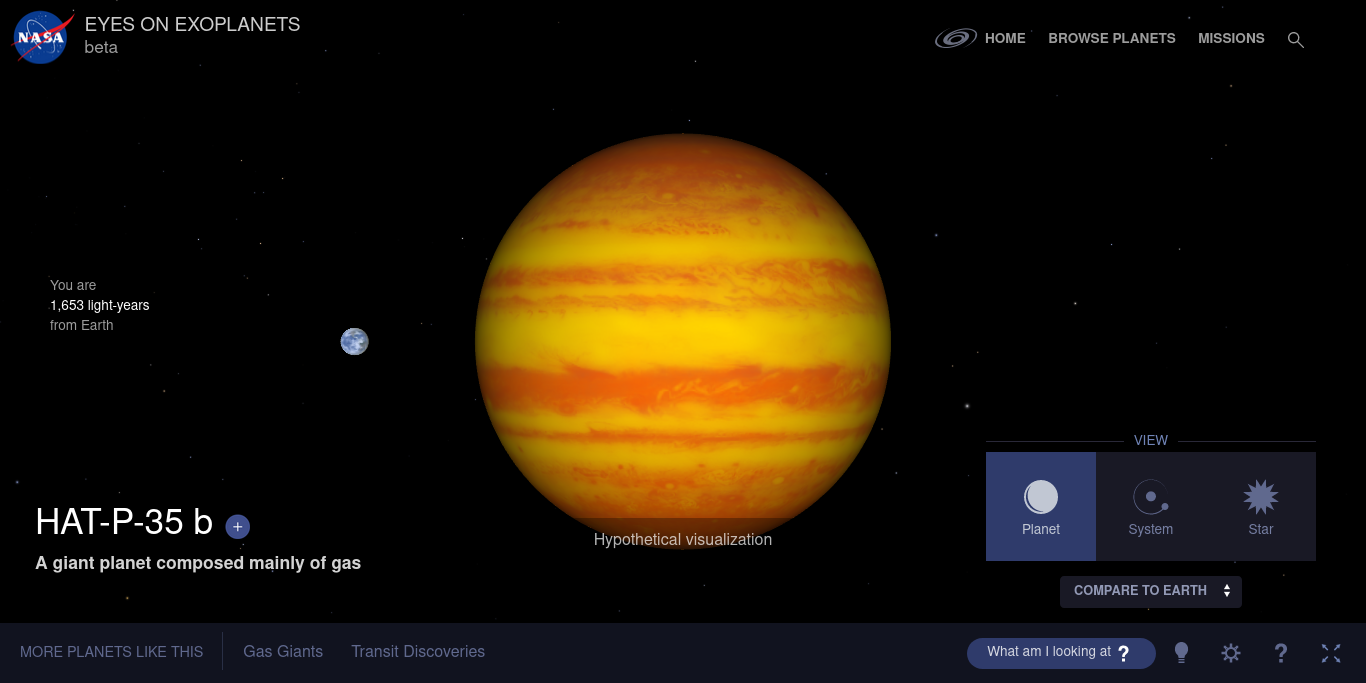 NASA
EYES ON EXOPLANETS
beta
HOME
BROWSE PLANETS
MISSIONS
You are
1,653 light-years
from Earth
HAT-P-35 b +
A giant planet composed mainly of gas
Hypothetical visualization
VIEW
Planet
System
Star
COMPARE TO EARTH
MORE PLANETS LIKE THIS
Gas Giants
Transit Discoveries
What am I looking at ?
?